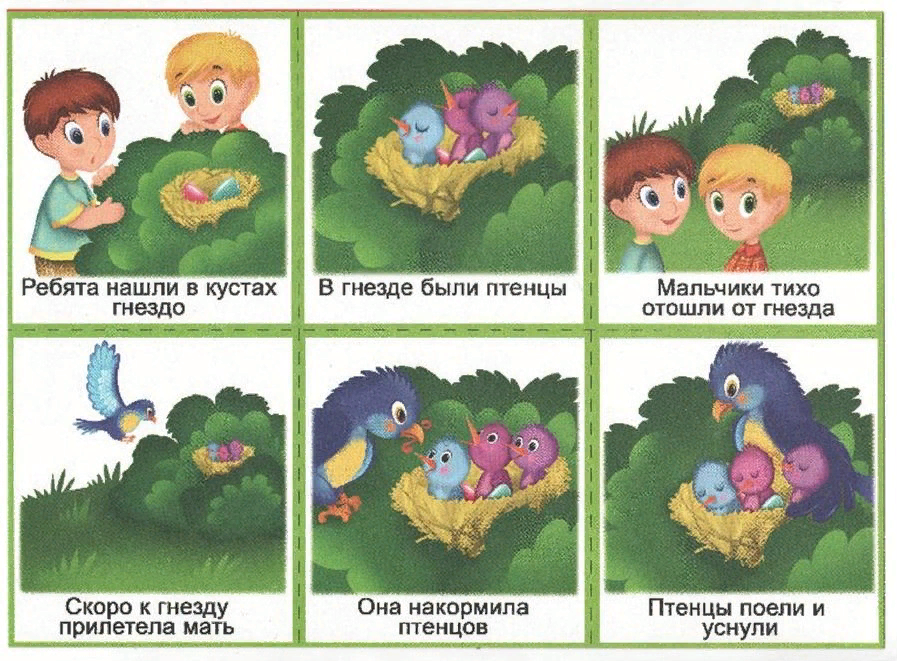 Ребята нашли в кустах
гнездо
В гнезде были птенцы
Мальчики тихо
отошли от гнезда
Скоро к гнезду
прилетела мать
Она накормила
птенцов
Птенцы поели и
уснули